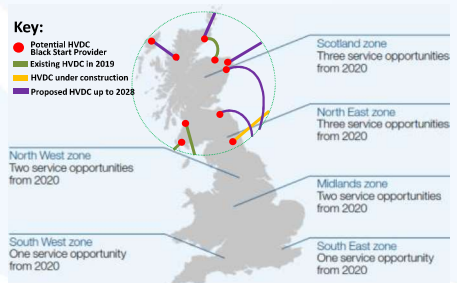 Key:
Potential HVDC
Black Start Provider
Existing HVDC in 2019
HVDC under construction
Proposed HVDC up to 2028
Scotland zone
Three service opportunities
from 2020
North East zone
Three service opportunities
from 2020
North West zone
Two service opportunities
from 2020
Midlands zone
Two service opportunities
from 2020
South West zone
One service opportunity
from 2020
South East zone
One service opportunity
from 2020